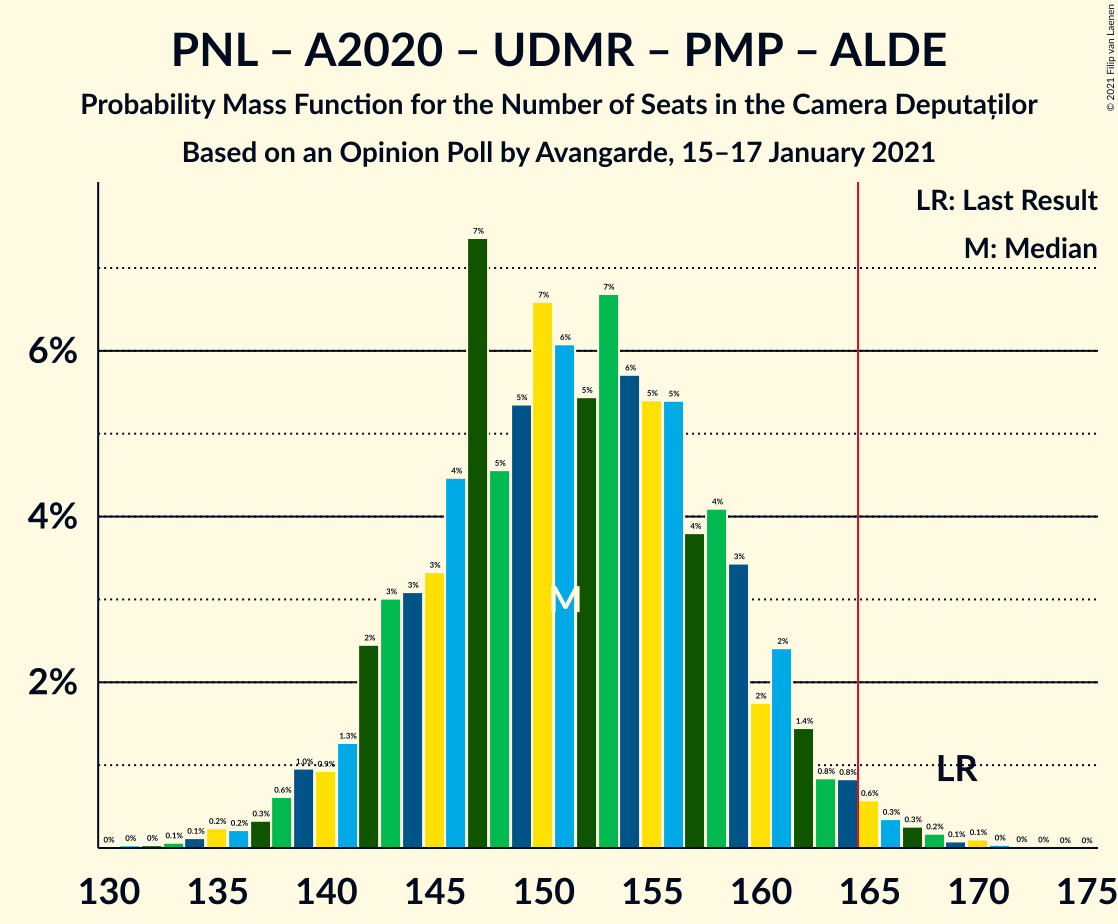 PNL – A2020 – UDMR – PMP – ALDE
Probability Mass Function for the Number of Seats in the Camera Deputaților
Based on an Opinion Poll by Avangarde, 15–17 January 2021
© 2021 Filip van Laenen
LR: Last Result
M: Median
6%
4%
2%
0% 0% 0% 0.1% 0.1% 0.2% 0.2% 0.3% 0.6% 1.0% 0.9% 1.3% 2% 3% 3% 3% 4% 7% 5% 5% 7% 6% 5% 7% 6% 5% 5% 4% 4% 3% 2% 2% 1.4% 0.8% 0.8% 0.6% 0.3% 0.3% 0.2% 0.1% 0.1% 0% 0% 0% 0% 0%
M
LR
130 135 140 145 150 155 160 165 170 175